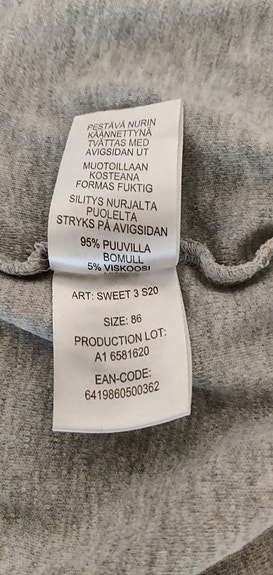 PESTÄVÄ NURIN
KÄÄNNETTYNÄ
TVÄTTAS MED
AVIGSIDAN UT
MUOTOILLAAN
KOSTEANA
FORMAS FUKTIG
SILITYS NURJALTA
PUOLELTA
STRYKS PÅ AVIGSIDAN
95% PUUVILLA
BOMULL
5% VISKOOSI
ART: SWEET 3 S20
SIZE: 86
PRODUCTION LOT:
A1 6581620
EAN-CODE:
6419860500362